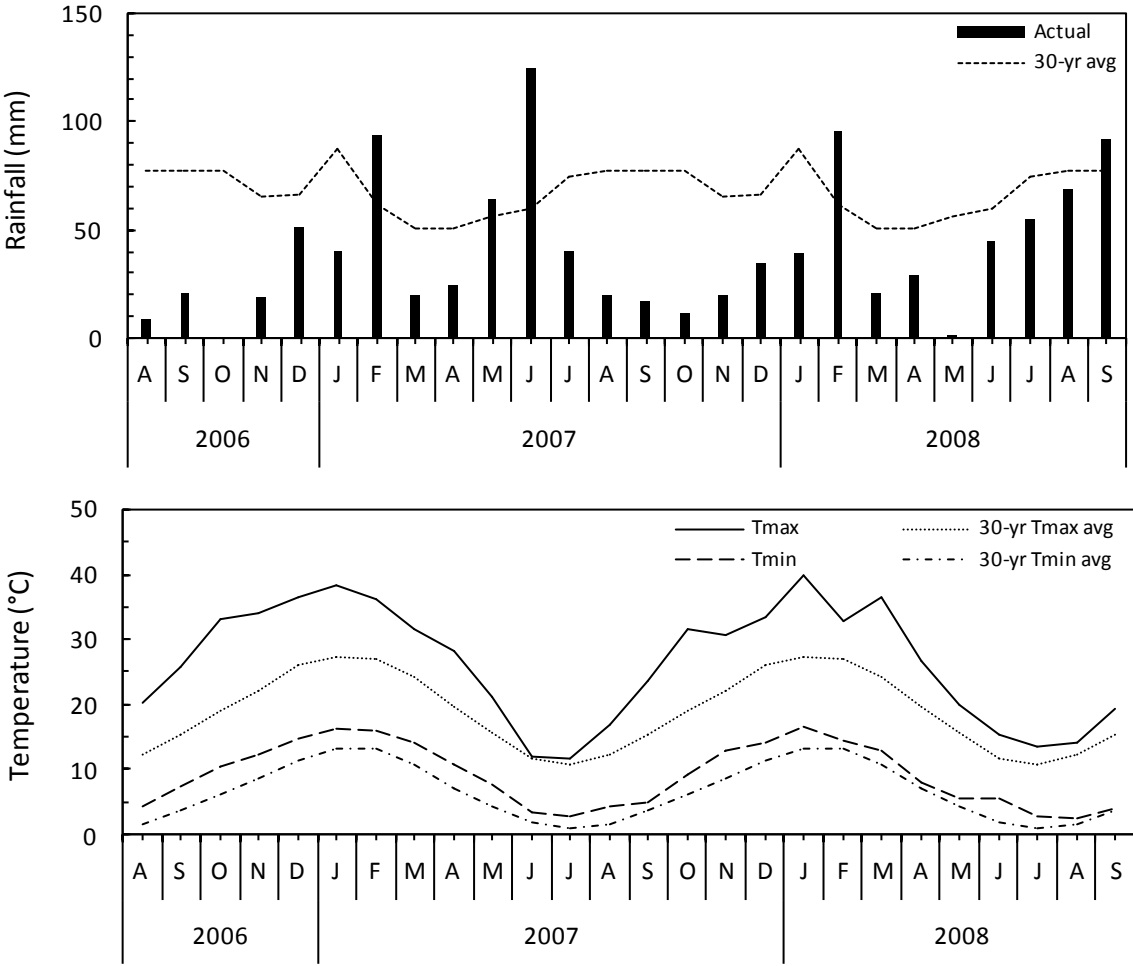 150
Actual
30-yr avg
100
Rainfall (mm)
50
0
A S O N D J F M A M J J A S O N D J F M A M J J A S
2006 2007 2008
50
Tmax 30-yr Tmax avg
Tmin 30-yr Tmin avg
40
30
Temperature (°C)
20
10
0
A S O N D J F M A M J J A S O N D J F M A M J J A S
2006 2007 2008